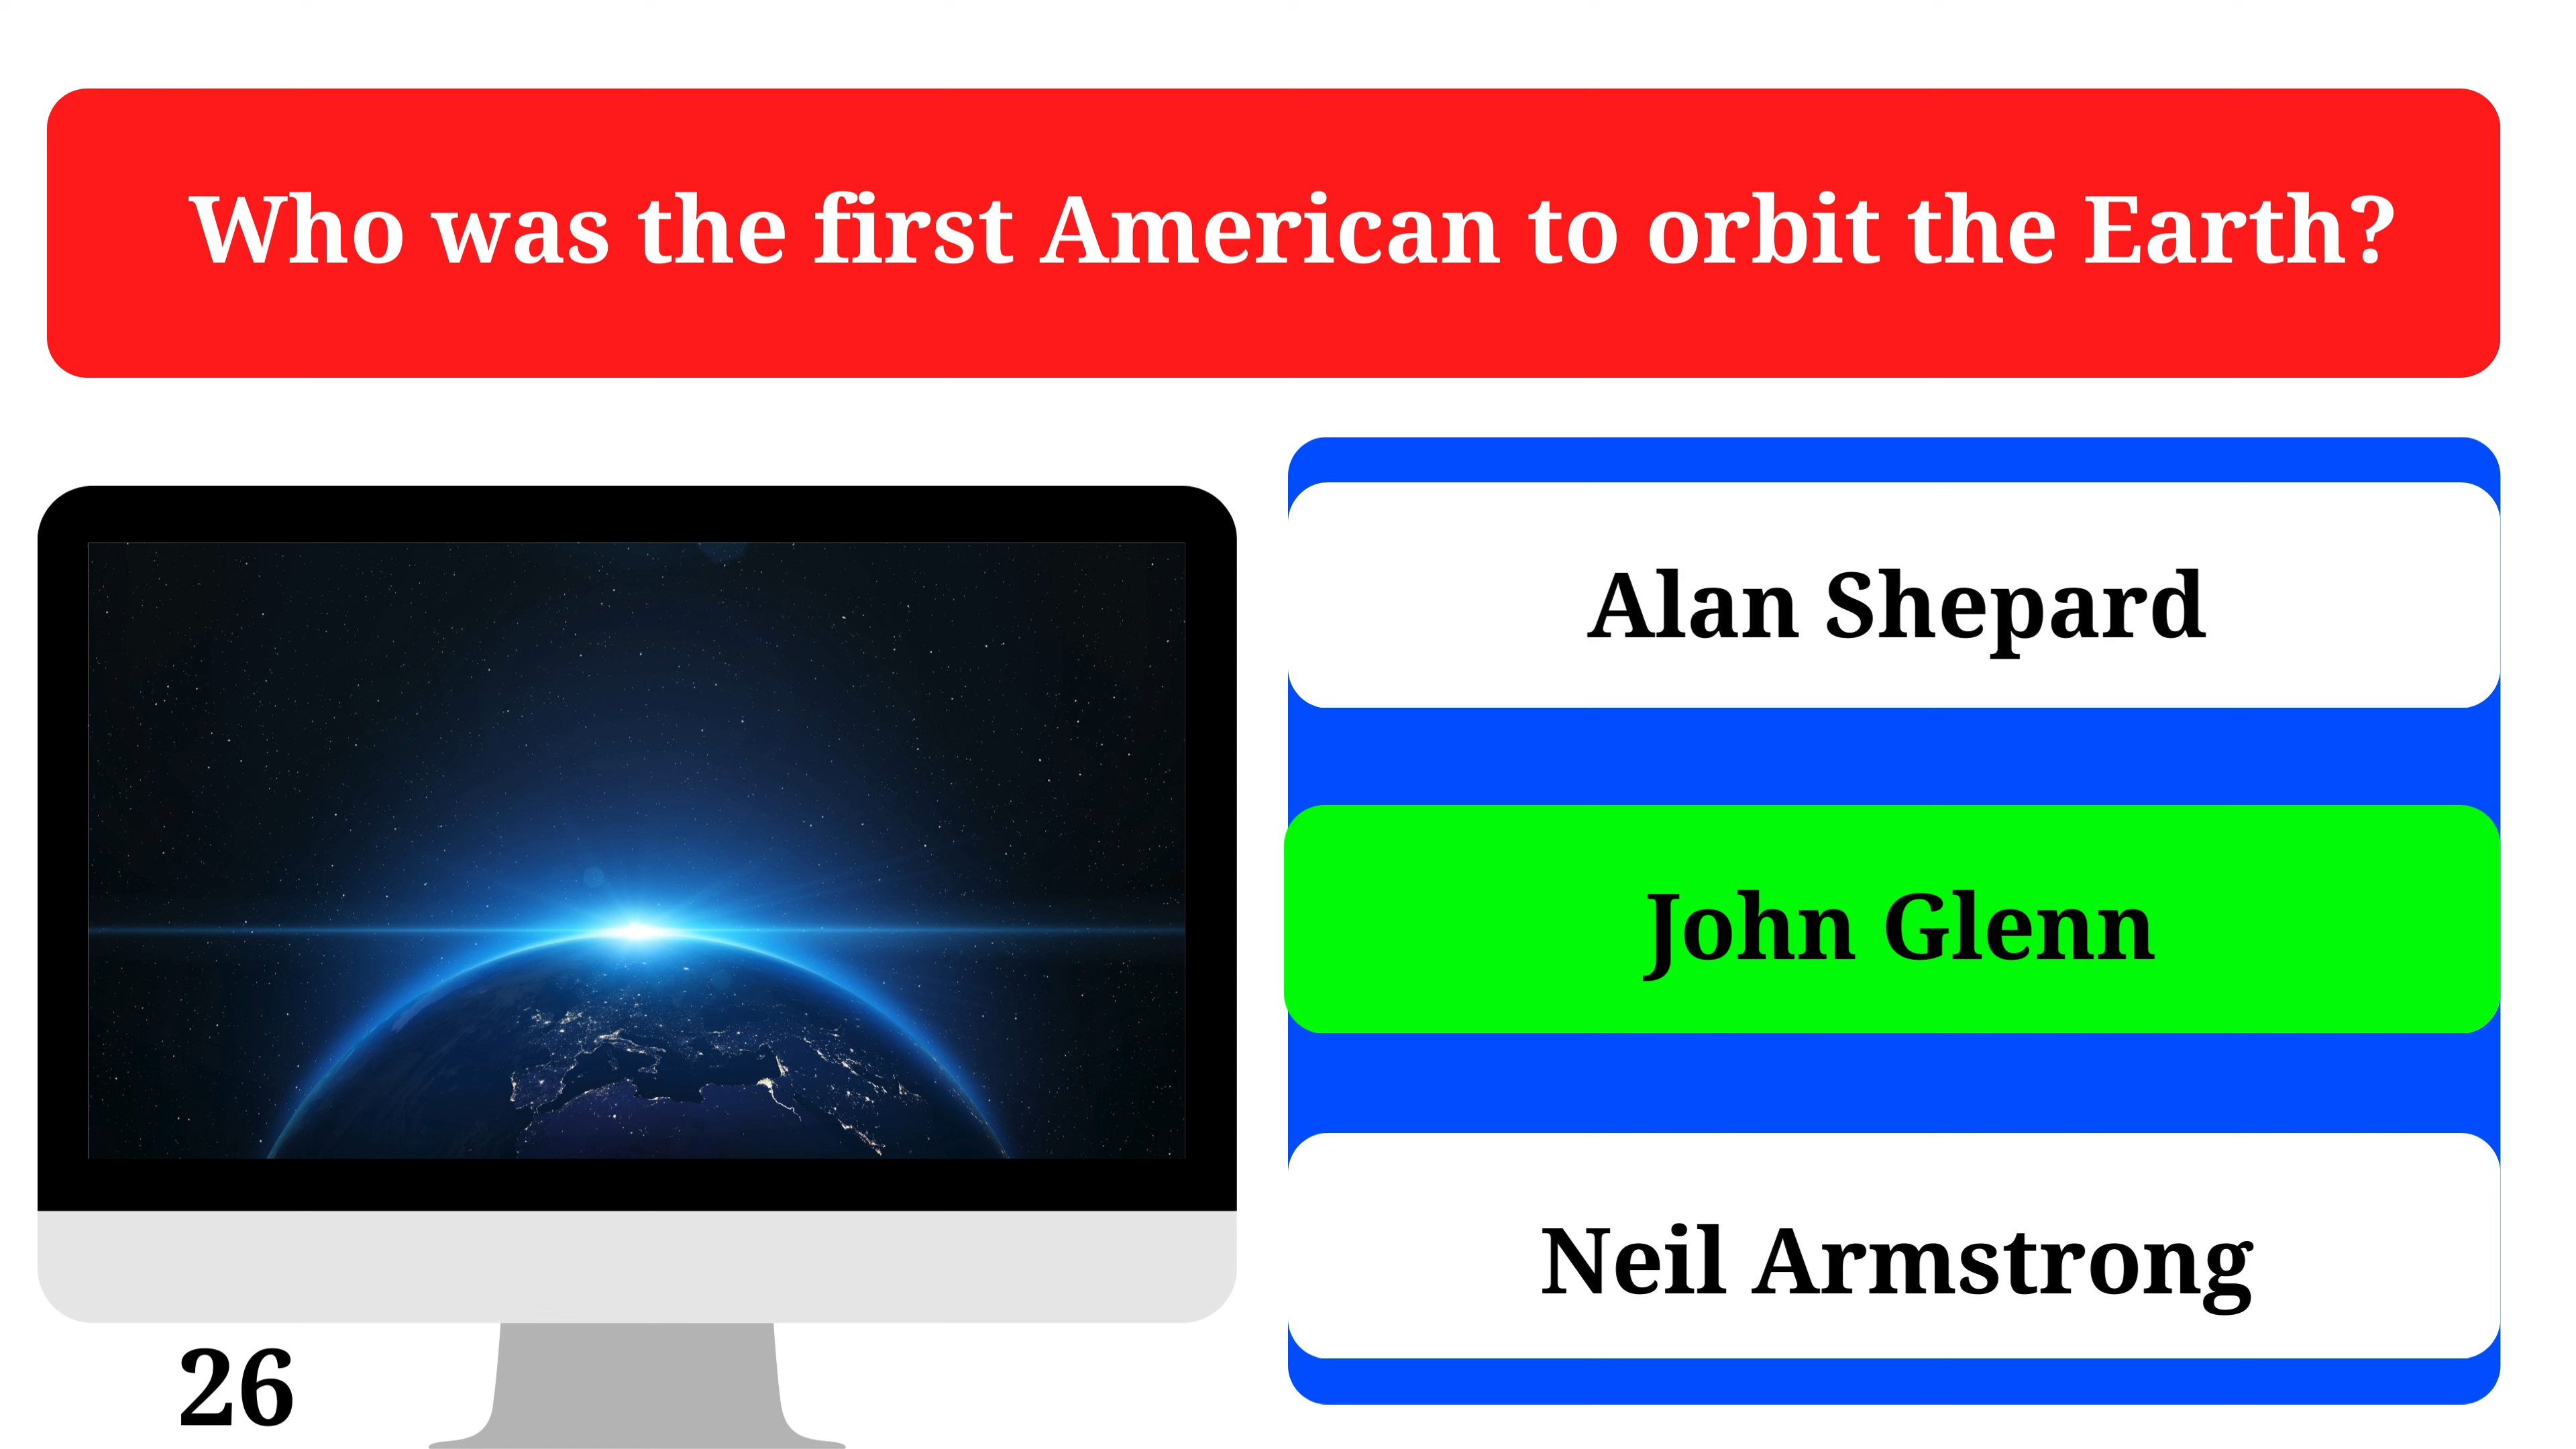 Who was the first American to orbit the Earth?
Alan Shepard
John Glenn
Neil Armstrong
26